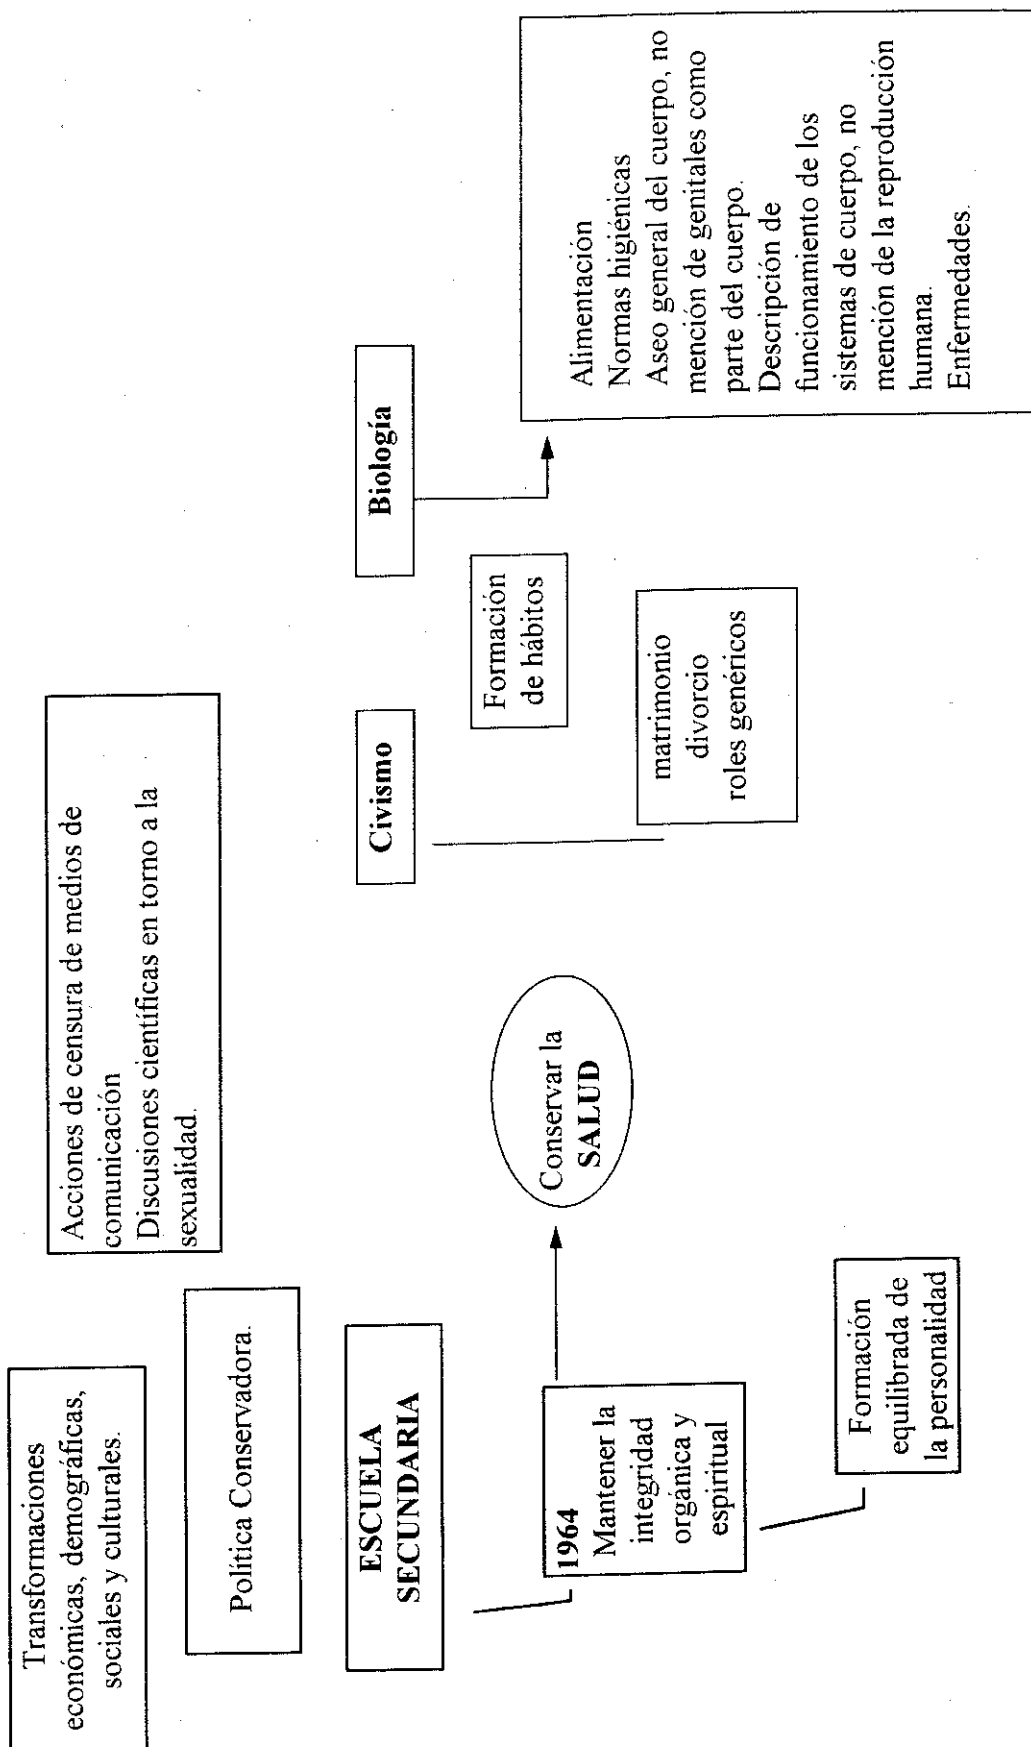 Transformaciones
económicas, demográficas,
sociales y culturales.
Acciones de censura de medios de
comunicación
Discusiones científicas en torno a la
sexualidad.
Política Conservadora.
ESCUELA
SECUNDARIA
Civismo
Biología
1964
Mantener la
integridad
orgánica y
espiritual
Conservar la
SALUD
Formación
de hábitos
matrimonio
divorcio
roles genéricos
Alimentación
Normas higiénicas
Aseo general del cuerpo, no
mención de genitales como
parte del cuerpo.
Descripción de
funcionamiento de los
sistemas de cuerpo, no
mención de la reproducción
humana.
Enfermedades.
Formación
equilibrada de
la personalidad